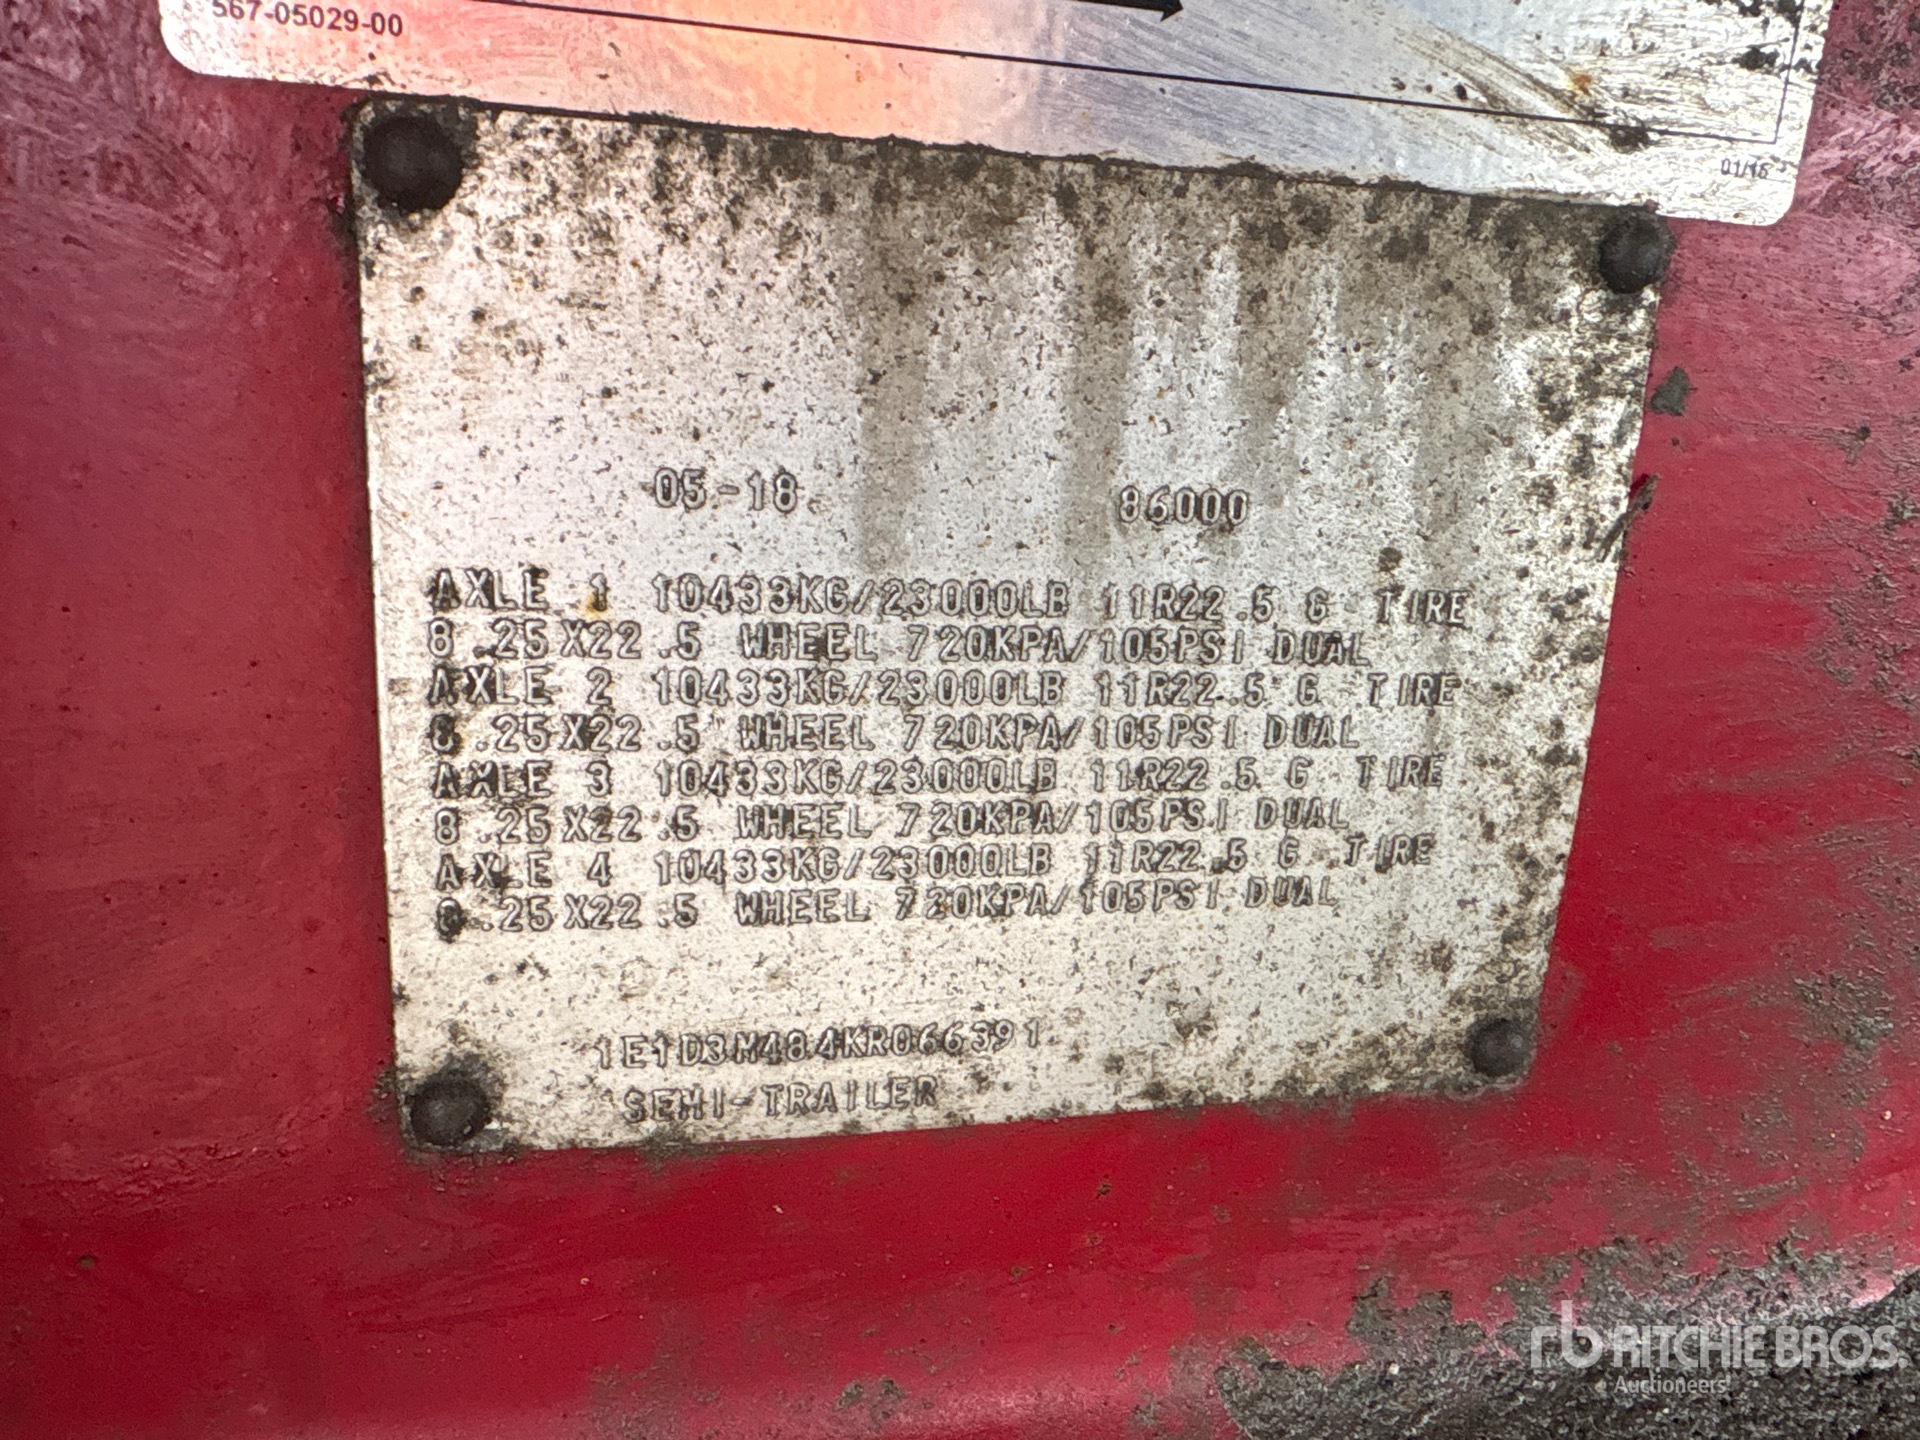 567-05029-00
01/16
05-18 86000
AXLE 1 10433KG/23000LB 11R22.5 G TIRE
8.25X22.5 WHEEL 720KPA/105PSI DUAL
AXLE 2 10433KG/23000LB 11R22.5 G TIRE
8.25X22.5 WHEEL 720KPA/105PSI DUAL
AXLE 3 10433KG/23000LB 11R22.5 G TIRE
8.25X22.5 WHEEL 720KPA/105PSI DUAL
AXLE 4 10433KG/23000LB 11R22.5 G TIRE
8.25X22.5 WHEEL 720KPA/105PSI DUAL
1E1D3M484KR066391
SEMI-TRAILER
rb RITCHIE BROS.
Auctioneers